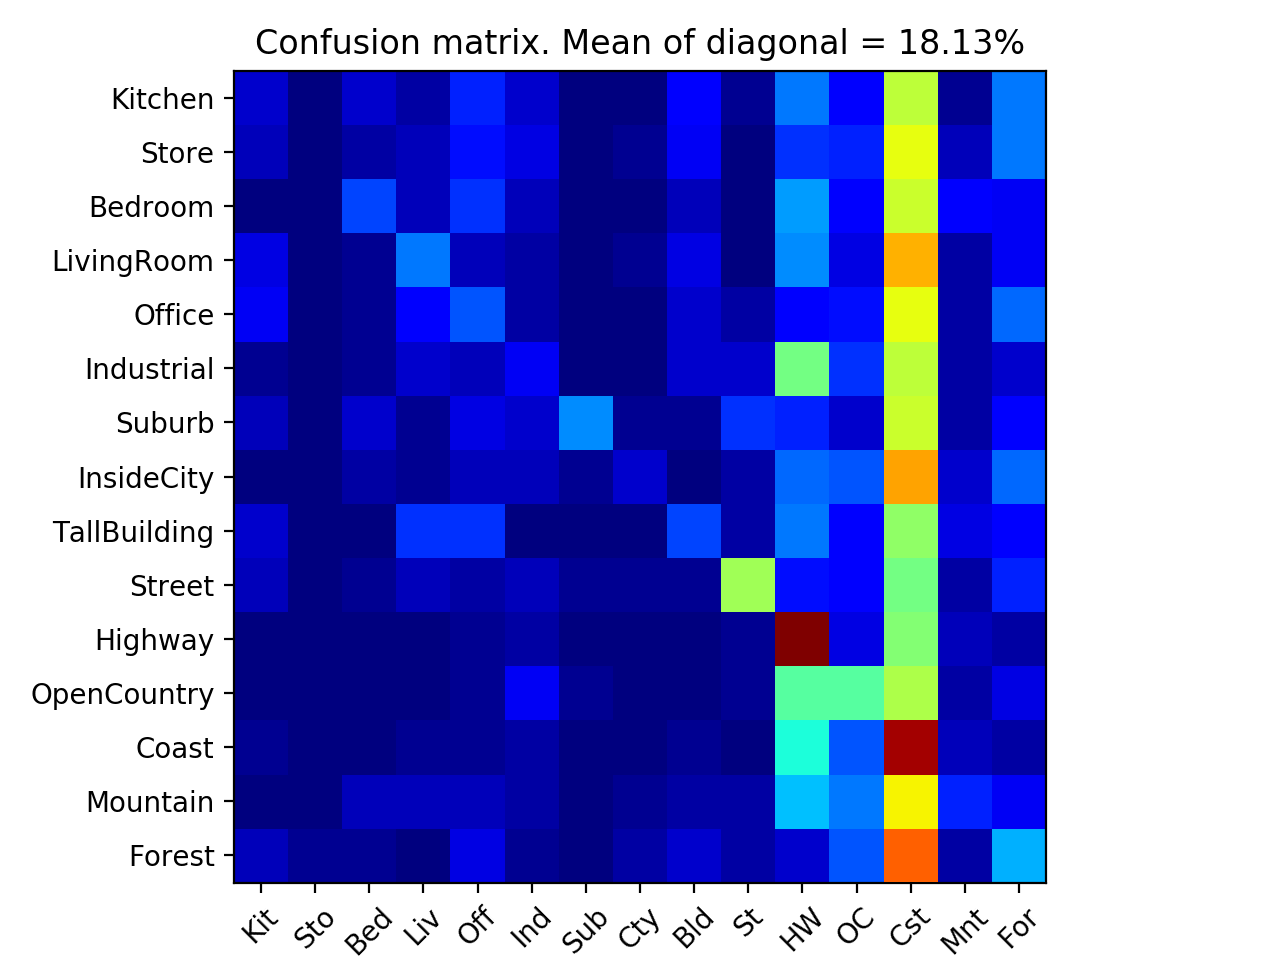 Confusion matrix. Mean of diagonal = 18.13%
Kitchen
Store
Bedroom
LivingRoom
Office
Industrial
Suburb
InsideCity
TallBuilding
Street
Highway
OpenCountry
Coast
Mountain
Forest
Kit Sto Bed Liv Off Ind Sub Cty Bld St HW OC Cst Mnt For